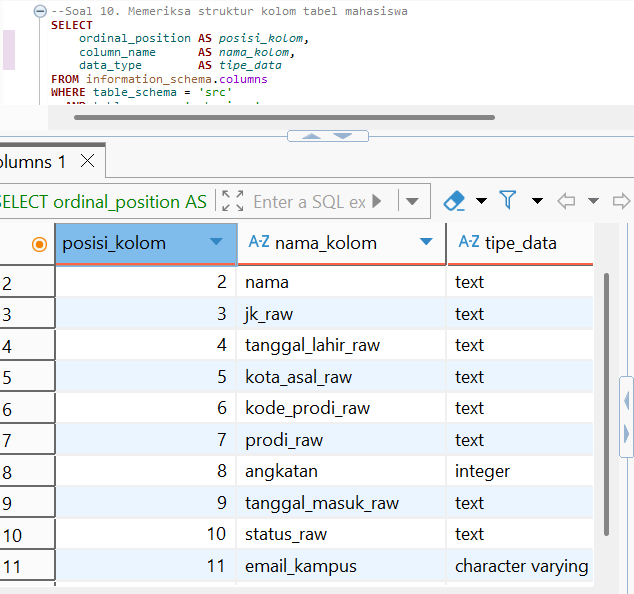 --Soal 10. Memeriksa struktur kolom tabel mahasiswa
SELECT
ordinal_position AS posisi_kolom,
column_name AS nama_kolom,
data_type AS tipe_data
FROM information_schema.columns
WHERE table_schema = 'src'
olumns 1
SELECT ordinal_position AS
Enter a SQL ex
posisi_kolom A-Z nama_kolom A-Z tipe_data
2 2 nama text
3 3 jk_raw text
4 4 tanggal_lahir_raw text
5 5 kota_asal_raw text
6 6 kode_prodi_raw text
7 7 prodi_raw text
8 8 angkatan integer
9 9 tanggal_masuk_raw text
10 10 status_raw text
11 11 email_kampus character varying